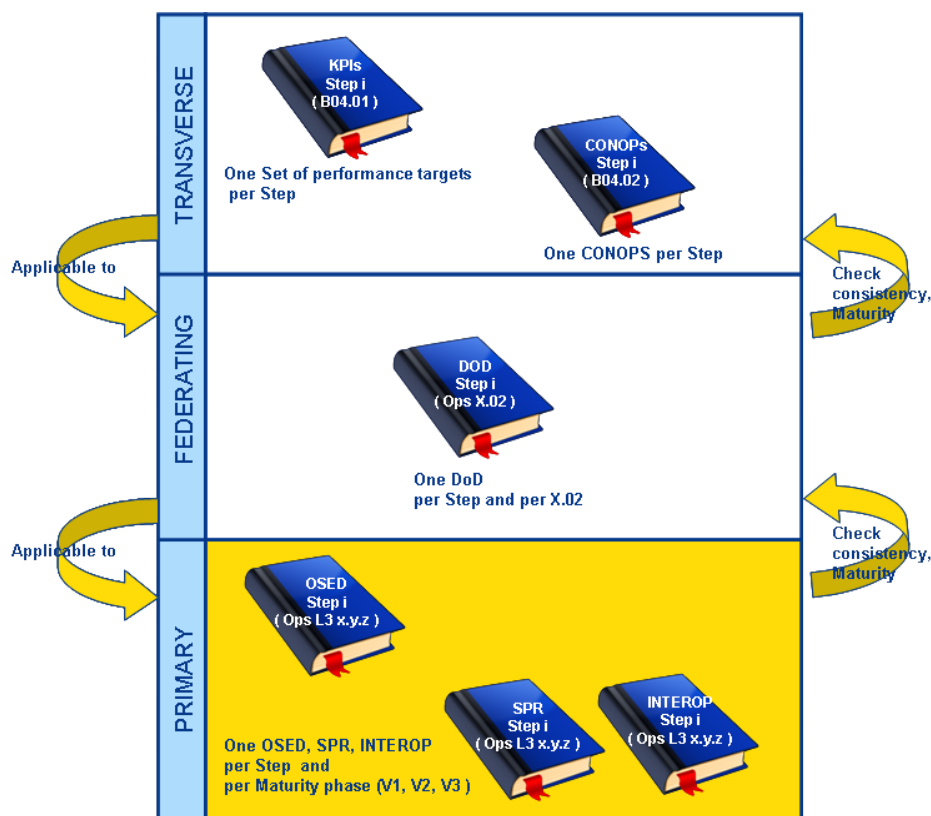 TRANSVERSE
KPIs
Step i
( B04.01 )
One Set of performance targets
per Step
CONOPs
Step i
( B04.02 )
One CONOPS per Step
Applicable to
Check
consistency,
Maturity
FEDERATING
DOD
Step i
( Ops X.02 )
One DoD
per Step and per X.02
Applicable to
Check
consistency,
Maturity
PRIMARY
OSED
Step i
( Ops L3 x.y.z )
SPR
Step i
( Ops L3 x.y.z )
INTEROP
Step i
( Ops L3 x.y.z )
One OSED, SPR, INTEROP
per Step and
per Maturity phase (V1, V2, V3 )